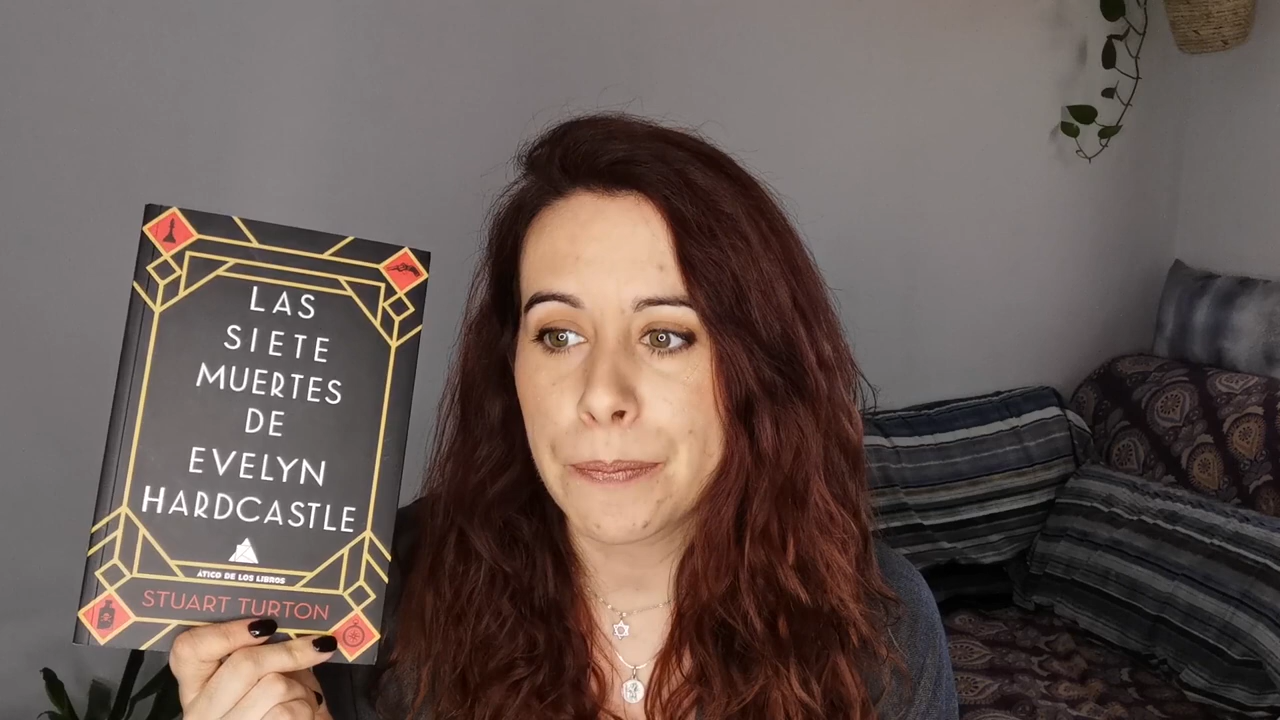 LAS
SIETE
MUERTES
DE
EVELYN
HARDCASTLE
ÁTICO DE LOS LIBROS
STUART TURTON